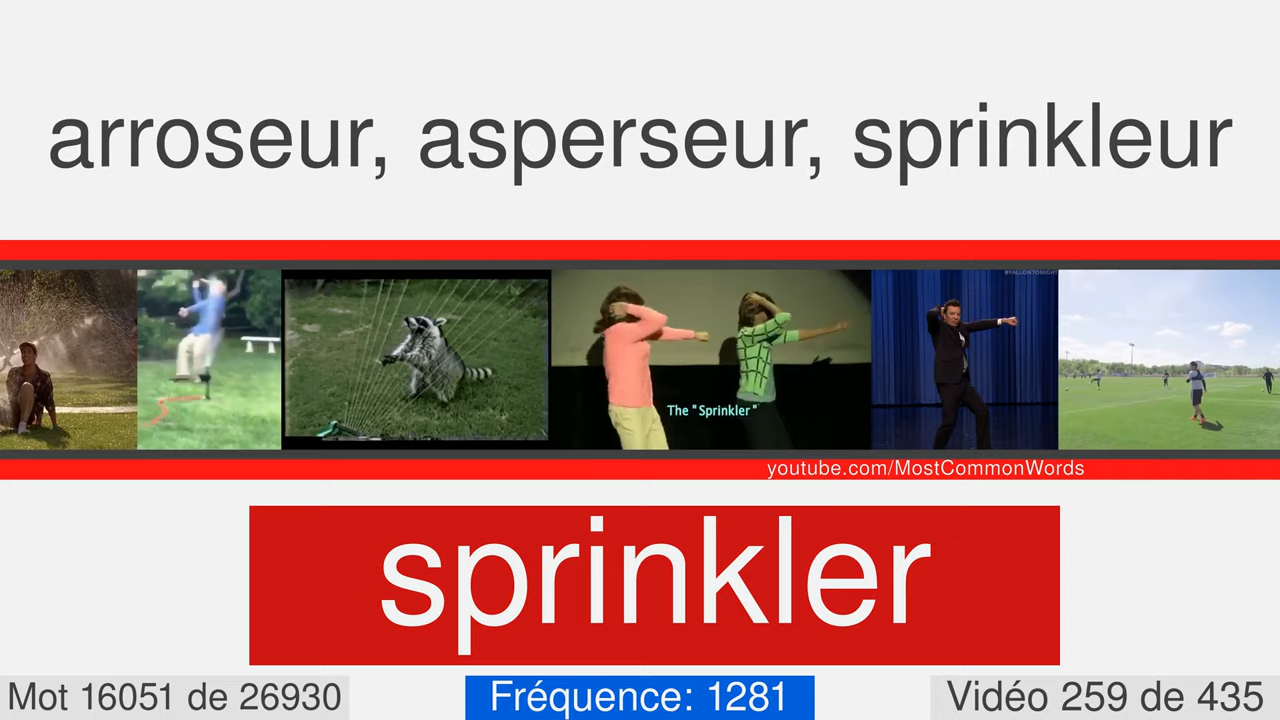 arroseur, asperseur, sprinkleur
#FALLONTONIGHT
The "Sprinkler"
youtube.com/MostCommonWords
sprinkler
Mot 16051 de 26930
Fréquence: 1281
Vidéo 259 de 435